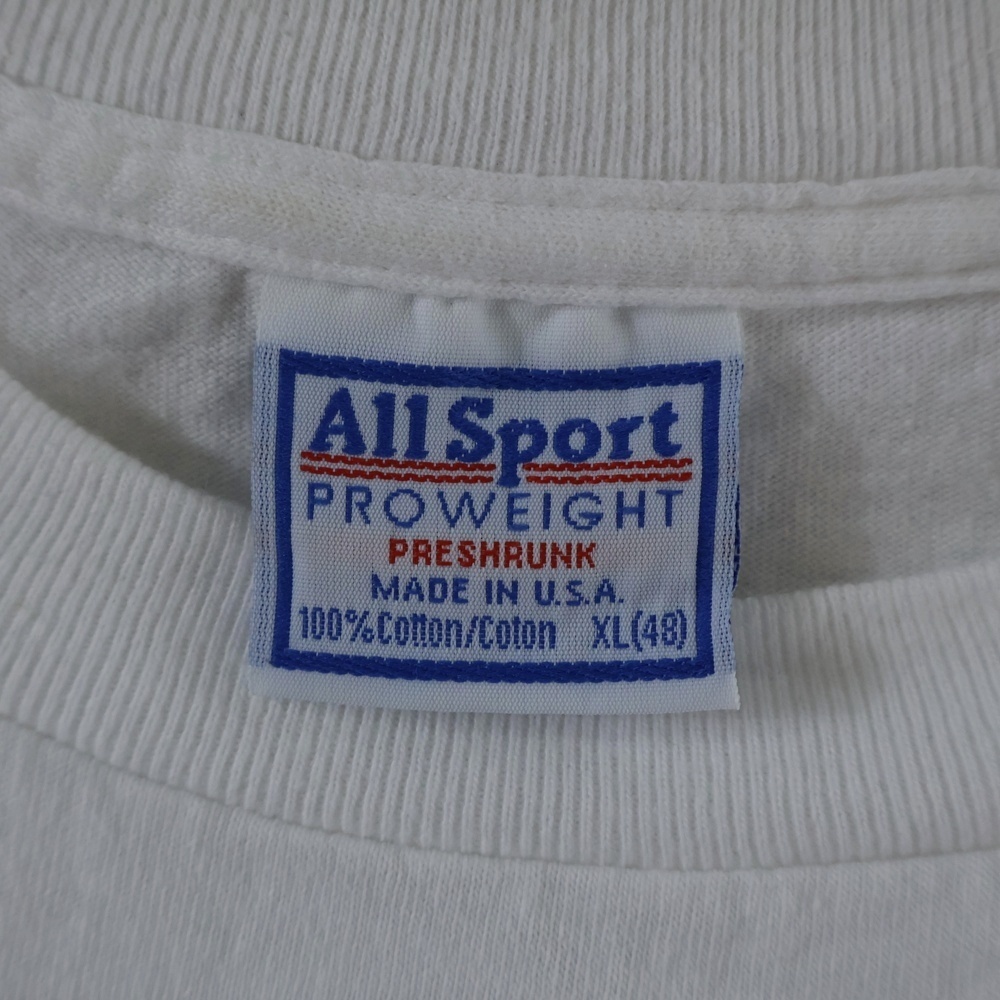 All Sport
PROWEIGHT
PRESHRUNK
MADE IN U.S.A.
100% Cotton/Coton XL(48)